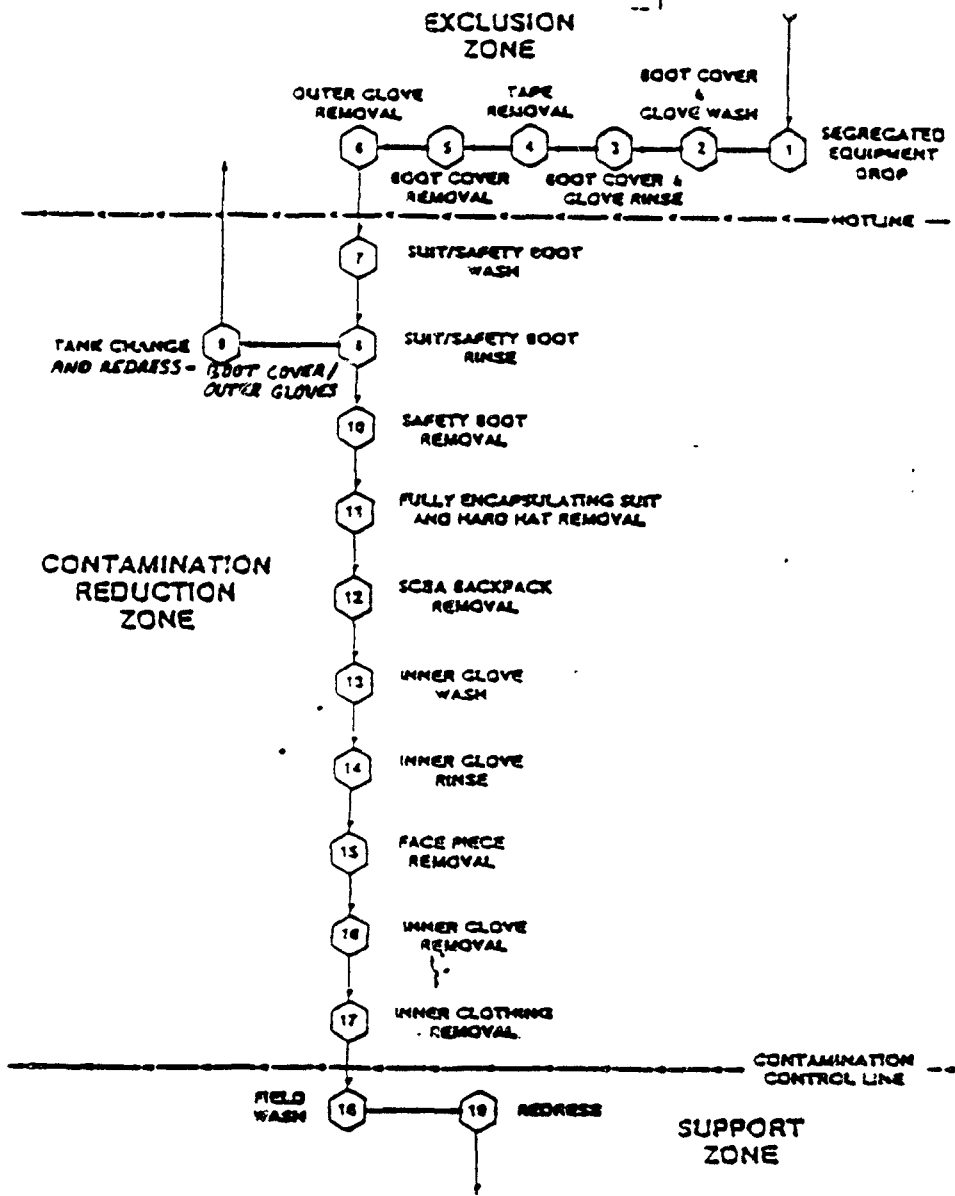 EXCLUSION
ZONE
BOOT COVER
&
GLOVE WASH
OUTER GLOVE
REMOVAL
TAPE
REMOVAL
6
5
4
3
2
1
SEGREGATED
EQUIPMENT
DROP
BOOT COVER
REMOVAL
BOOT COVER &
GLOVE RINSE
HOTLINE
7
SUIT/SAFETY BOOT
WASH
TANK CHANGE
AND REDRESS - BOOT COVER/
OUTER GLOVES
9
8
SUIT/SAFETY BOOT
RINSE
10
SAFETY BOOT
REMOVAL
11
FULLY ENCAPSULATING SUIT
AND HARD HAT REMOVAL
CONTAMINATION
REDUCTION
ZONE
12
SCBA BACKPACK
REMOVAL
13
INNER GLOVE
WASH
14
INNER GLOVE
RINSE
15
FACE PIECE
REMOVAL
16
INNER GLOVE
REMOVAL
17
INNER CLOTHING
REMOVAL
CONTAMINATION
CONTROL LINE
FIELD
WASH
18
19
REDRESS
SUPPORT
ZONE